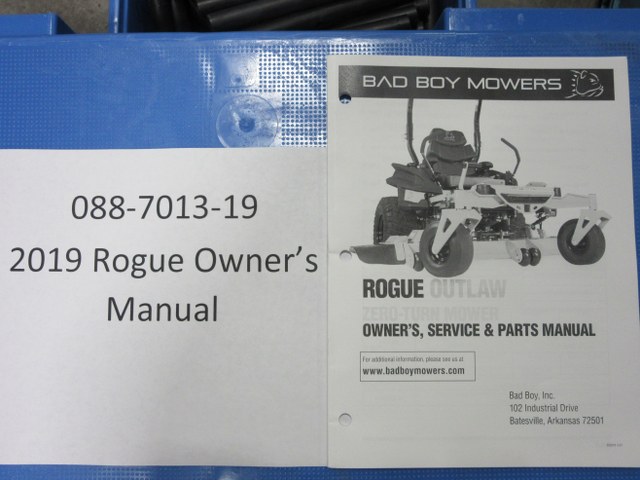 088-7013-19
2019 Rogue Owner's
Manual
BAD BOY MOWERS
ROGUE OUTLAW
ZERO-TURN MOWER
OWNER'S, SERVICE & PARTS MANUAL
For additional information, please see us at
www.badboymowers.com
Bad Boy, Inc.
102 Industrial Drive
Batesville, Arkansas 72501